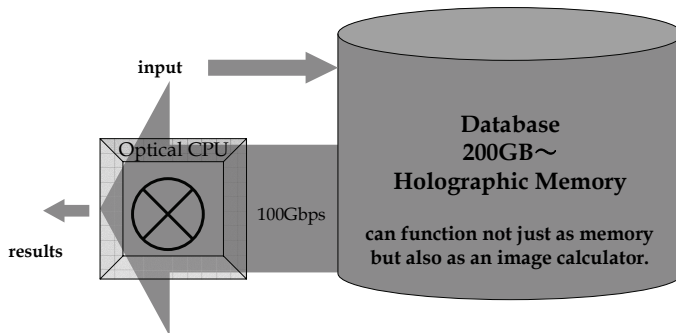 input
Optical CPU
100Gbps
results
Database
200GB～
Holographic Memory
can function not just as memory
but also as an image calculator.